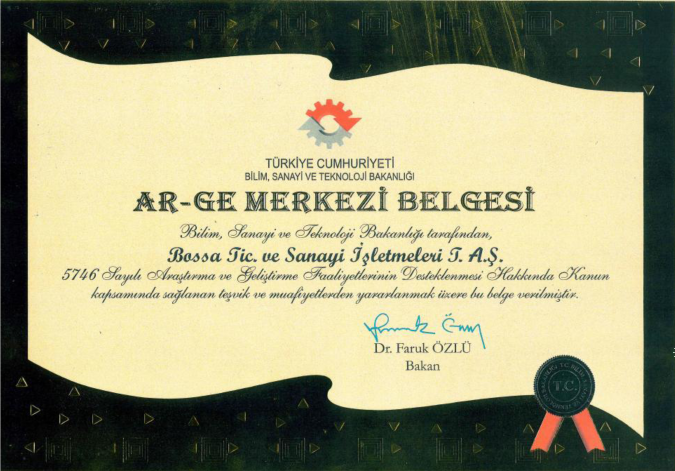 TÜRKİYE CUMHURİYETİ
BİLİM, SANAYİ VE TEKNOLOJİ BAKANLIĞI
AR-GE MERKEZİ BELGESİ
Bilim, Sanayi ve Teknoloji Bakanlığı tarafından,
Bossa Tic. ve Sanayi İşletmeleri T. A.Ş.
5746 Sayılı Araştırma ve Geliştirme Faaliyetlerinin Desteklenmesi Hakkında Kanun
kapsamında sağlanan teşvik ve muafiyetlerden yararlanmak üzere bu belge verilmiştir.
Dr. Faruk ÖZLÜ
Bakan
T.C.